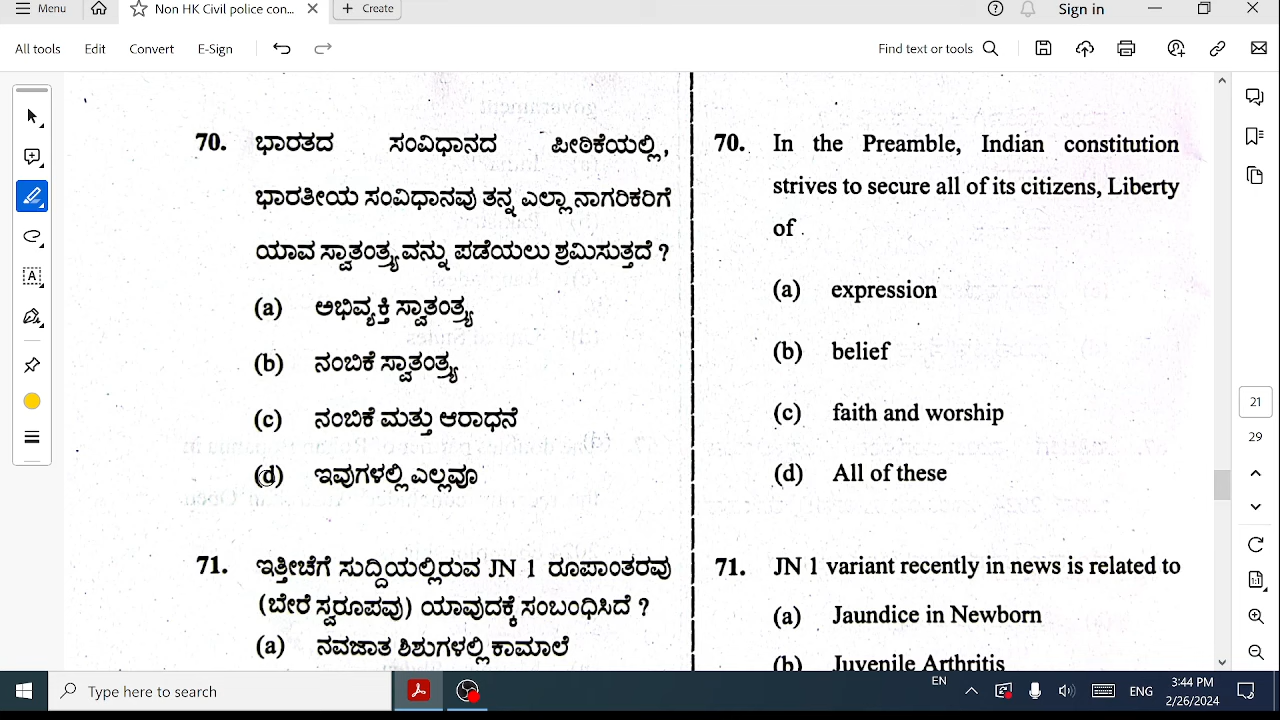 Menu
Non HK Civil police con...
Create
Sign in
All tools
Edit
Convert
E-Sign
Find text or tools
70. ಭಾರತದ ಸಂವಿಧಾನದ ಪೀಠಿಕೆಯಲ್ಲಿ,
ಭಾರತೀಯ ಸಂವಿಧಾನವು ತನ್ನ ಎಲ್ಲಾ ನಾಗರಿಕರಿಗೆ
ಯಾವ ಸ್ವಾತಂತ್ರ್ಯವನ್ನು ಪಡೆಯಲು ಶ್ರಮಿಸುತ್ತದೆ ?
(a) ಅಭಿವ್ಯಕ್ತಿ ಸ್ವಾತಂತ್ರ್ಯ
(b) ನಂಬಿಕೆ ಸ್ವಾತಂತ್ರ್ಯ
(c) ನಂಬಿಕೆ ಮತ್ತು ಆರಾಧನೆ
(d) ಇವುಗಳಲ್ಲಿ ಎಲ್ಲವೂ
71. ಇತ್ತೀಚೆಗೆ ಸುದ್ದಿಯಲ್ಲಿರುವ JN 1 ರೂಪಾಂತರವು
(ಬೇರೆ ಸ್ವರೂಪವು) ಯಾವುದಕ್ಕೆ ಸಂಬಂಧಿಸಿದೆ ?
(a) ನವಜಾತ ಶಿಶುಗಳಲ್ಲಿ ಕಾಮಾಲೆ
70. In the Preamble, Indian constitution
strives to secure all of its citizens, Liberty
of
(a) expression
(b) belief
(c) faith and worship
(d) All of these
71. JN 1 variant recently in news is related to
(a) Jaundice in Newborn
(b) Juvenile Arthritis
21
29
Type here to search
EN
ENG
3:44 PM
2/26/2024